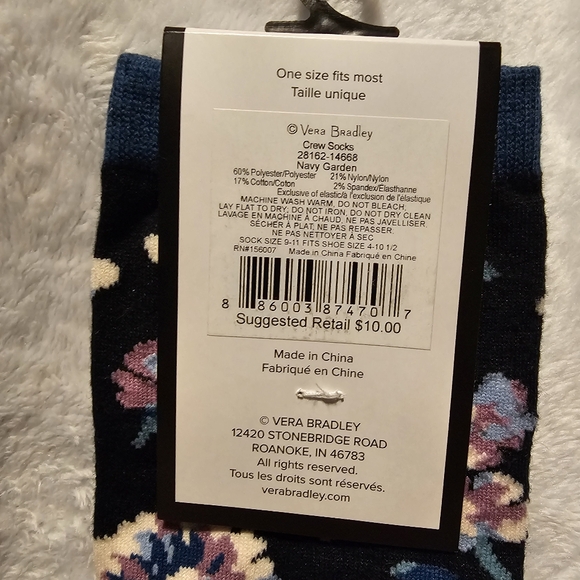 One size fits most
Taille unique
© Vera Bradley
Crew Socks
28162-14668
Navy Garden
60% Polyester/Polyester 21% Nylon/Nylon
17% Cotton/Coton 2% Spandex/Elasthanne
Exclusive of elastic/à l'exclusion de l'élastique
MACHINE WASH WARM, DO NOT BLEACH,
LAY FLAT TO DRY; DO NOT IRON, DO NOT DRY CLEAN
LAVAGE EN MACHINE À CHAUD, NE PAS JAVELLISER,
SÉCHER À PLAT; NE PAS REPASSER,
NE PAS NETTOYER À SEC
SOCK SIZE 9-11 FITS SHOE SIZE 4-10 1/2
RN#156007 Made in China Fabriqué en Chine
8 86003 87470 7
Suggested Retail $10.00
Made in China
Fabriqué en Chine
© VERA BRADLEY
12420 STONEBRIDGE ROAD
ROANOKE, IN 46783
All rights reserved.
Tous les droits sont réservés.
verabradley.com